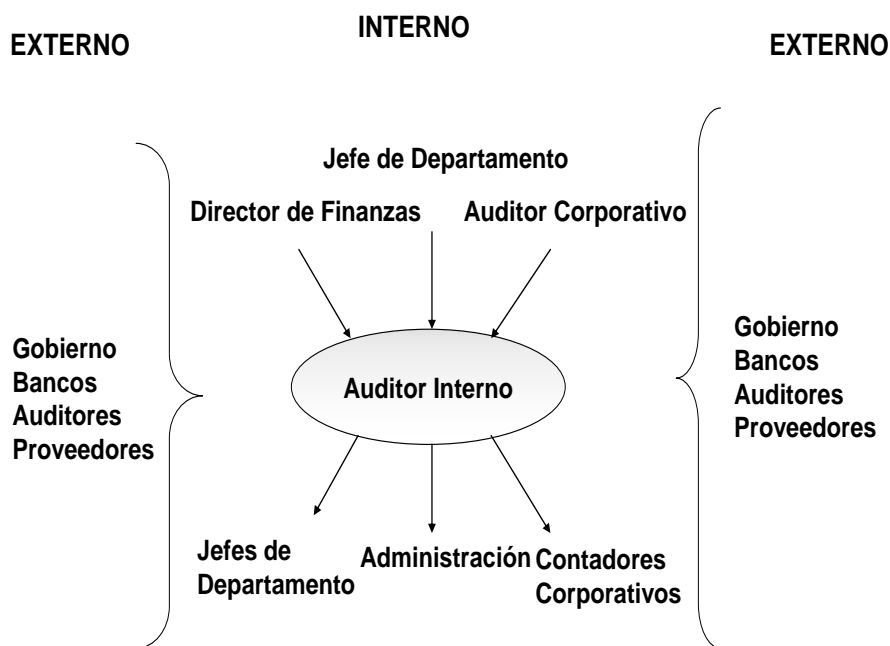 EXTERNO
INTERNO
EXTERNO
Jefe de Departamento
Director de Finanzas
Auditor Corporativo
Gobierno
Bancos
Auditores
Proveedores
Auditor Interno
Gobierno
Bancos
Auditores
Proveedores
Jefes de
Departamento
Administración
Contadores
Corporativos